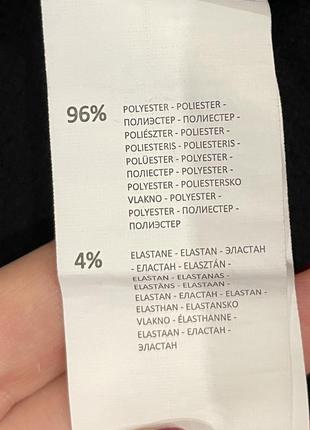 96% POLYESTER - POLIESTER -
ПОЛИЭСТЕР - ПОЛИЕСТЕР -
POLIÉSZTER - POLIESTER -
POLIESTERIS - POLIESTERIS -
POLÜESTER - POLYESTER -
ПОЛІЕСТЕР - POLYESTER -
POLYESTER - POLIESTERSKO
VLAKNO - POLYESTER -
POLYESTER - ПОЛИЕСТЕР -
ПОЛИЭСТЕР
4% ELASTANE - ELASTAN - ЭЛАСТАН
- ЕЛАСТАН - ELASZTÁN -
ELASTAN - ELASTANAS -
ELASTĀNS - ELASTAAN -
ELASTAN - ЕЛАСТАН - ELASTAN -
ELASTHAN - ELASTANSKO
VLAKNO - ÉLASTHANNE -
ELASTAAN - ЕЛАСТАН -
ЭЛАСТАН